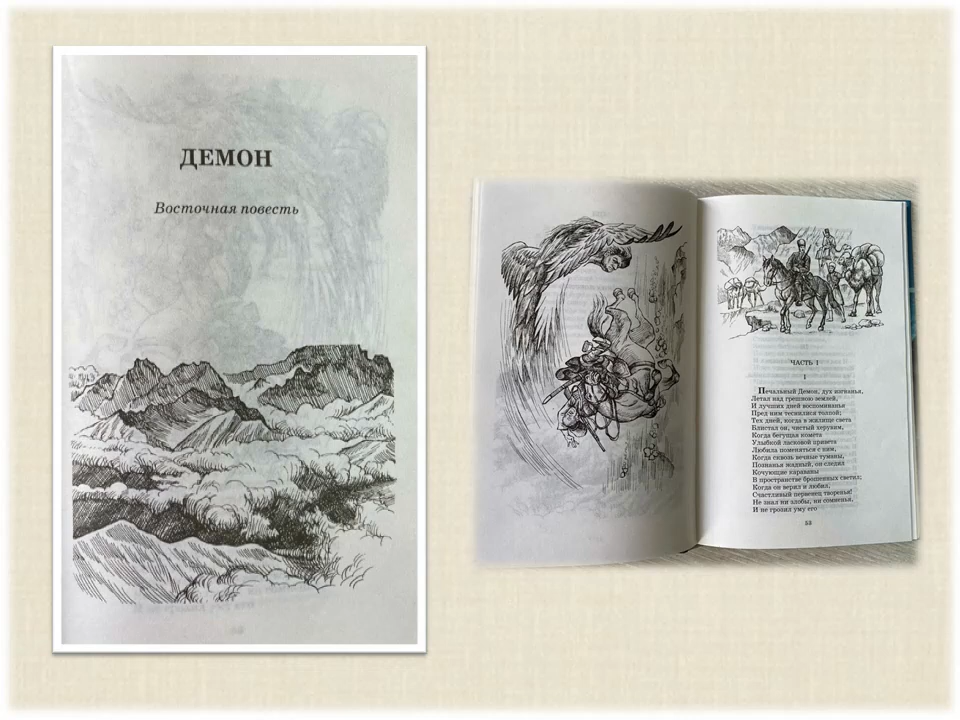 ДЕМОН
Восточная повесть
ЧАСТЬ I
1
Печальный Демон, дух изгнанья,
Летал над грешною землей,
И лучших дней воспоминанья
Пред ним теснилися толпой;
Тех дней, когда в жилище света
Блистал он, чистый херувим,
Когда бегущая комета
Улыбкой ласковой привета
Любила поменяться с ним,
Когда сквозь вечные туманы,
Познанья жадный, он следил
Кочующие караваны
В пространстве брошенных светил;
Когда он верил и любил,
Счастливый первенец творенья!
Не знал ни злобы, ни сомненья,
И не грозил уму его
53